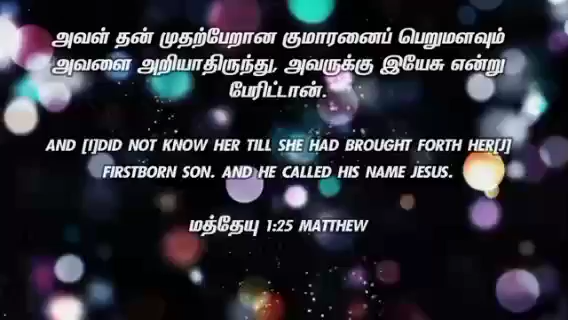 அவள் தன் முதற்பேறான குமாரனைப் பெறுமளவும்
அவளை அறியாதிருந்து, அவருக்கு இயேசு என்று
பேரிட்டான்.
AND [I]DID NOT KNOW HER TILL SHE HAD BROUGHT FORTH HER[J]
FIRSTBORN SON. AND HE CALLED HIS NAME JESUS.
மத்தேயு 1:25 MATTHEW